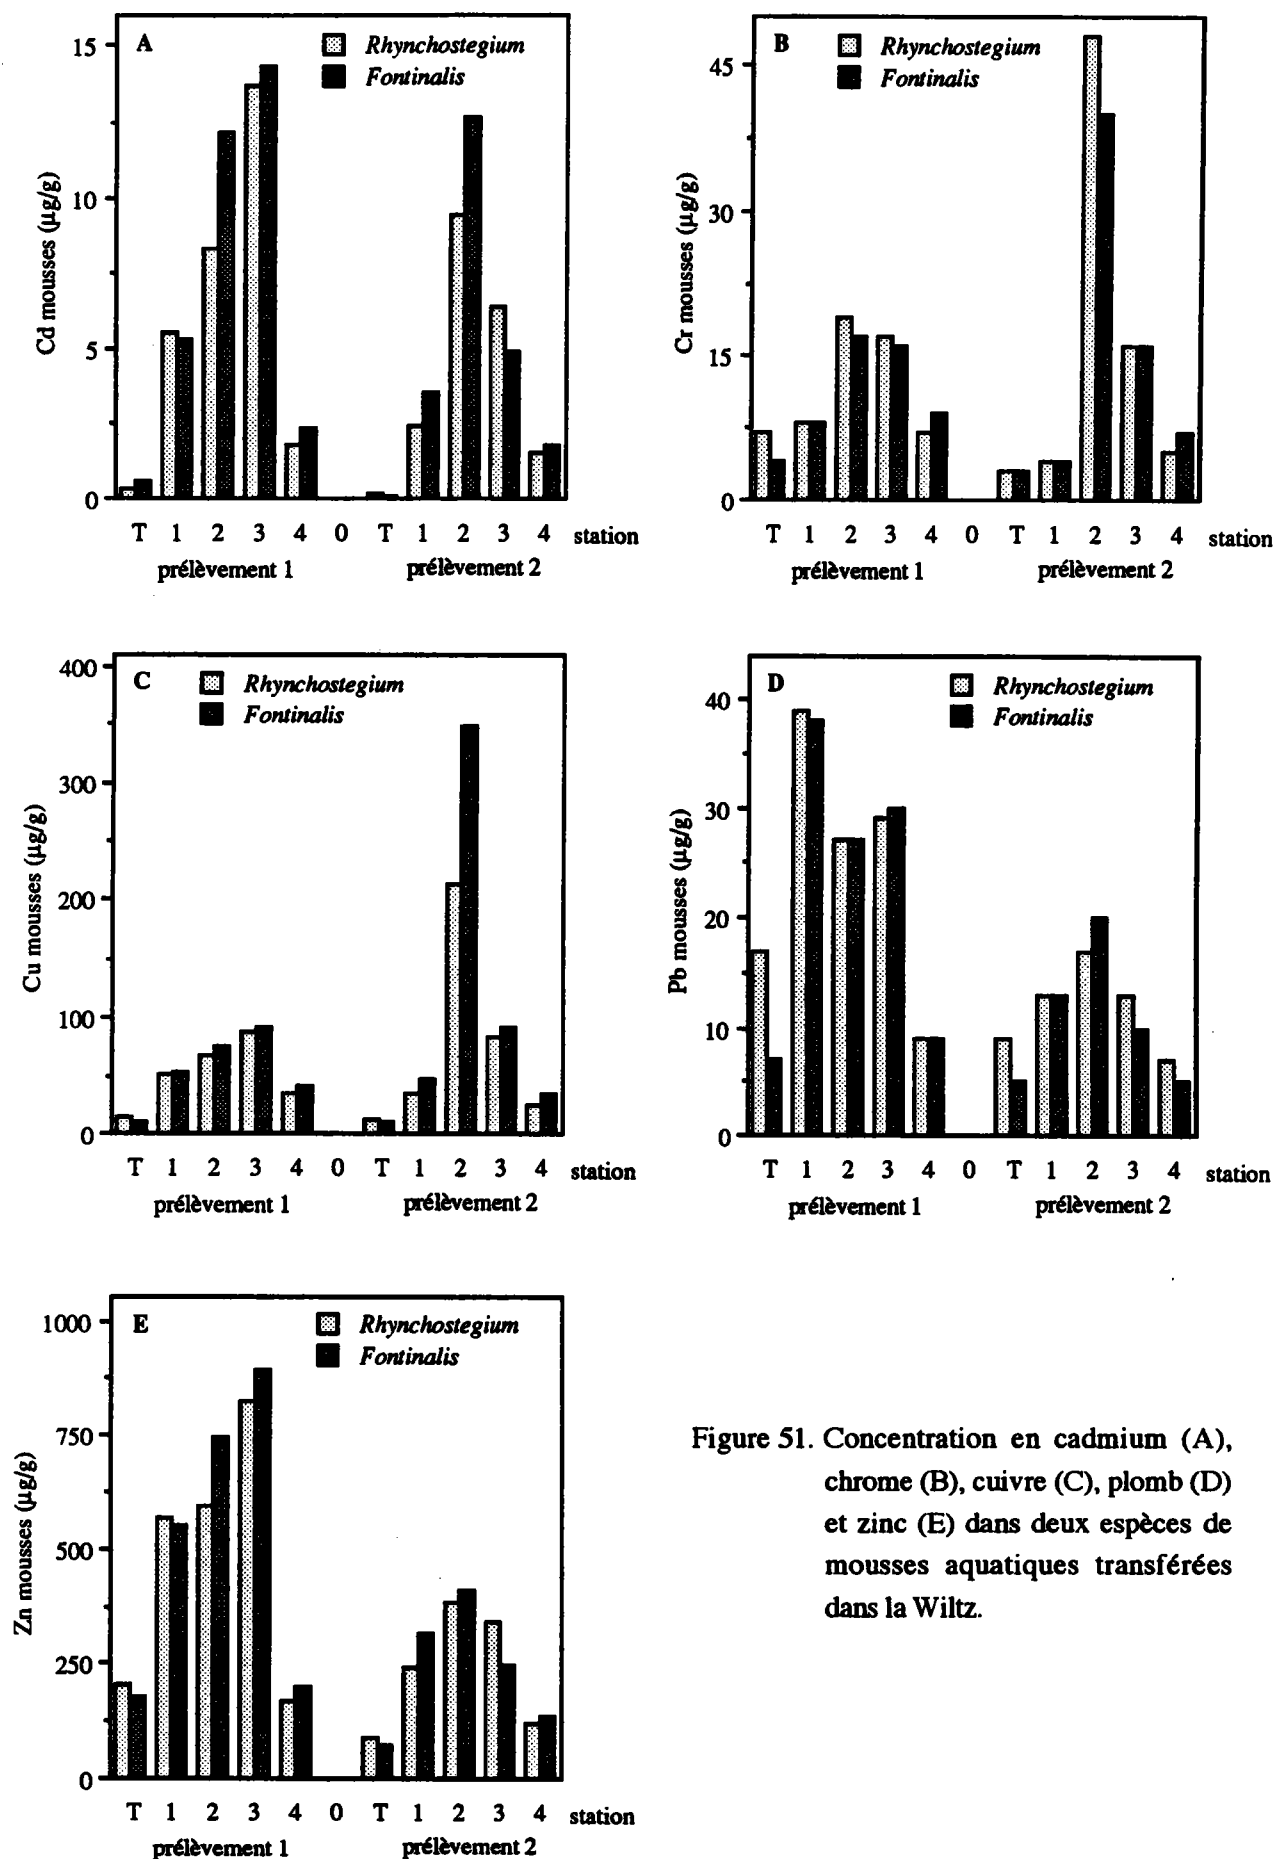 A
Rhynchostegium
Fontinalis
15
10
5
0
Cd mousses (µg/g)
T 1 2 3 4 0 T 1 2 3 4 station
prélèvement 1 prélèvement 2
B
Rhynchostegium
Fontinalis
45
30
15
0
Cr mousses (µg/g)
T 1 2 3 4 0 T 1 2 3 4 station
prélèvement 1 prélèvement 2
C
Rhynchostegium
Fontinalis
400
300
200
100
0
Cu mousses (µg/g)
T 1 2 3 4 0 T 1 2 3 4 station
prélèvement 1 prélèvement 2
D
Rhynchostegium
Fontinalis
40
30
20
10
0
Pb mousses (µg/g)
T 1 2 3 4 0 T 1 2 3 4 station
prélèvement 1 prélèvement 2
E
Rhynchostegium
Fontinalis
1000
750
500
250
0
Zn mousses (µg/g)
T 1 2 3 4 0 T 1 2 3 4 station
prélèvement 1 prélèvement 2
Figure 51. Concentration en cadmium (A),
chrome (B), cuivre (C), plomb (D)
et zinc (E) dans deux espèces de
mousses aquatiques transférées
dans la Wiltz.